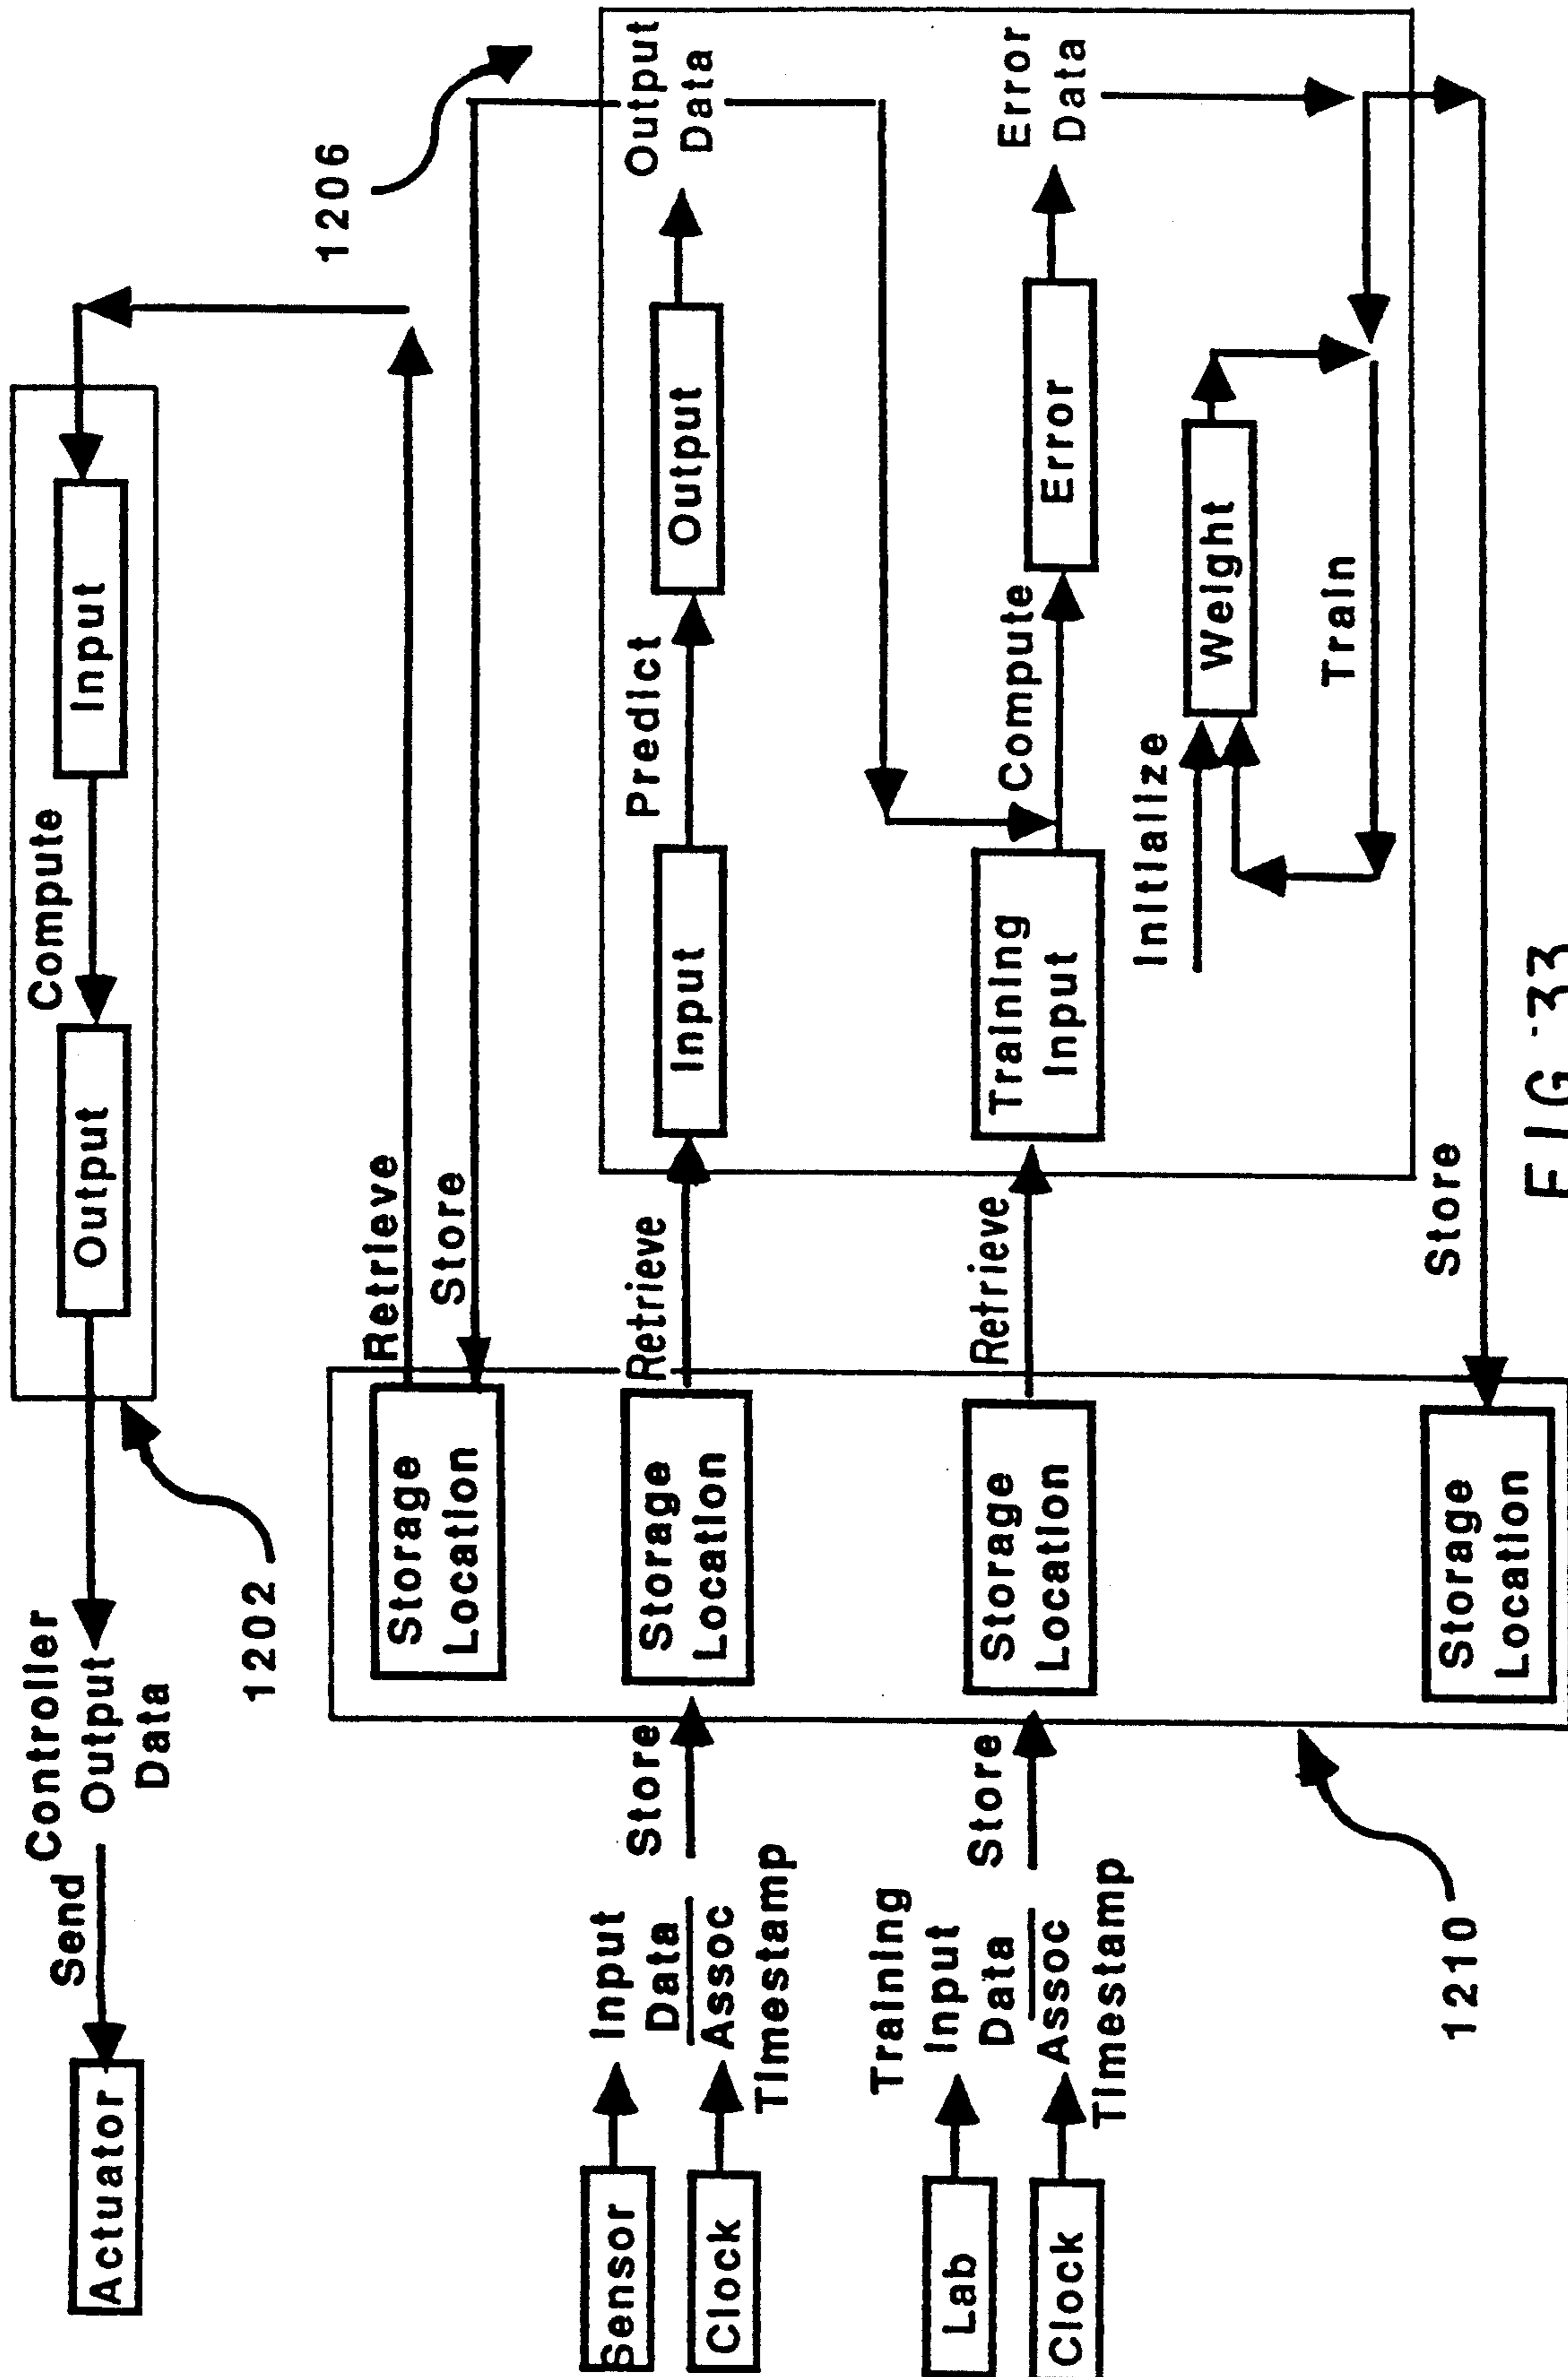 Actuator
Send
Controller
Output
Data
Output
Compute
Input
1202
1206
Retrieve
Store
Storage
Location
Sensor
Input
Data
Clock
Assoc
Timestamp
Store
Storage
Location
Retrieve
Input
Predict
Output
Output
Data
Lab
Training
Input
Data
Clock
Assoc
Timestamp
Store
Storage
Location
Retrieve
Training
Input
Compute
Error
Error
Data
Initialize
Weight
Train
1210
Storage
Location
Store
FIG. 33